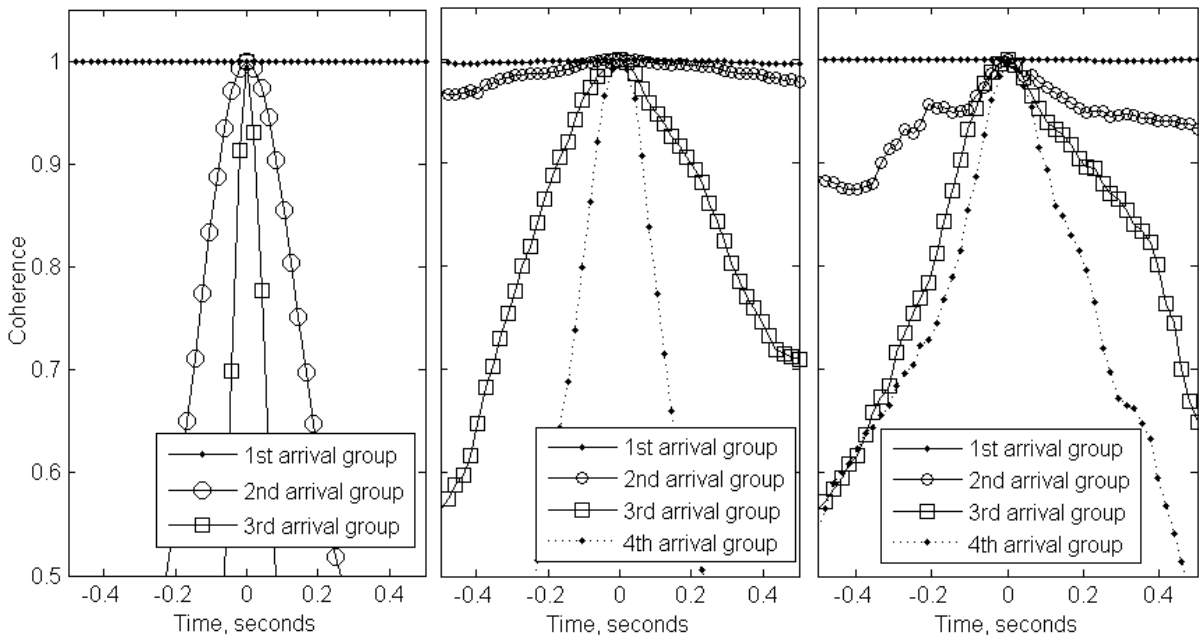 Coherence
1
0.9
0.8
0.7
0.6
0.5
-0.4 -0.2 0 0.2 0.4
Time, seconds
1st arrival group
2nd arrival group
3rd arrival group
-0.4 -0.2 0 0.2 0.4
Time, seconds
1st arrival group
2nd arrival group
3rd arrival group
4th arrival group
-0.4 -0.2 0 0.2 0.4
Time, seconds
1st arrival group
2nd arrival group
3rd arrival group
4th arrival group